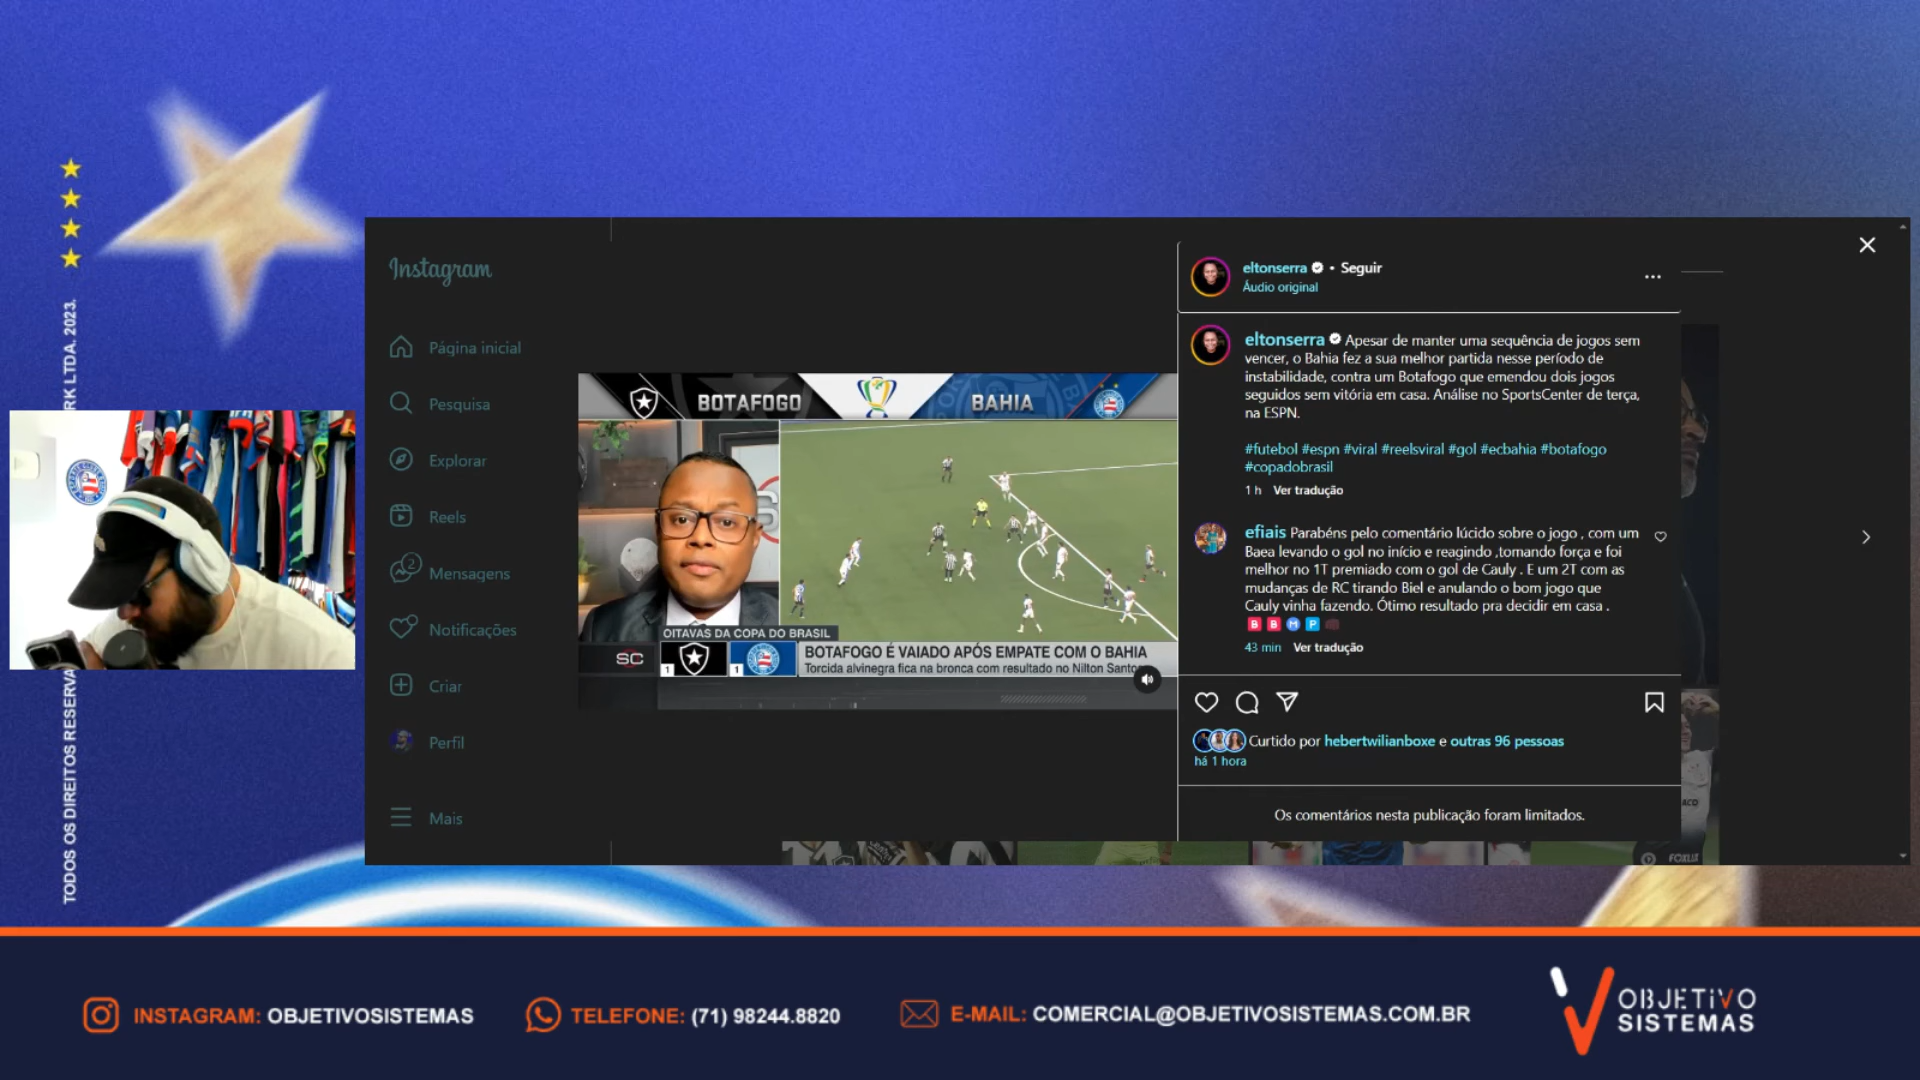 RK LTDA. 2023.
TODOS OS DIREITOS RESERVA
Instagram
Página inicial
Pesquisa
Explorar
Reels
2
Mensagens
Notificações
Criar
Perfil
Mais
BOTAFOGO
BAHIA
OITAVAS DA COPA DO BRASIL
SC
1
1
BOTAFOGO É VAIADO APÓS EMPATE COM O BAHIA
Torcida alvinegra fica na bronca com resultado no Nilton Santos
eltonserra • Seguir
Áudio original
eltonserra Apesar de manter uma sequência de jogos sem
vencer, o Bahia fez a sua melhor partida nesse período de
instabilidade, contra um Botafogo que emendou dois jogos
seguidos sem vitória em casa. Análise no SportsCenter de terça,
na ESPN.
#futebol #espn #viral #reelsviral #gol #ecbahia #botafogo
#copadobrasil
1 h Ver tradução
efiais Parabéns pelo comentário lúcido sobre o jogo , com um
Baea levando o gol no início e reagindo ,tomando força e foi
melhor no 1T premiado com o gol de Cauly . E um 2T com as
mudanças de RC tirando Biel e anulando o bom jogo que
Cauly vinha fazendo. Ótimo resultado pra decidir em casa .
B B M P
43 min Ver tradução
Curtido por hebertwilianboxe e outras 96 pessoas
há 1 hora
Os comentários nesta publicação foram limitados.
INSTAGRAM: OBJETIVOSISTEMAS
TELEFONE: (71) 98244.8820
E-MAIL: COMERCIAL@OBJETIVOSISTEMAS.COM.BR
OBJETIVO
SISTEMAS